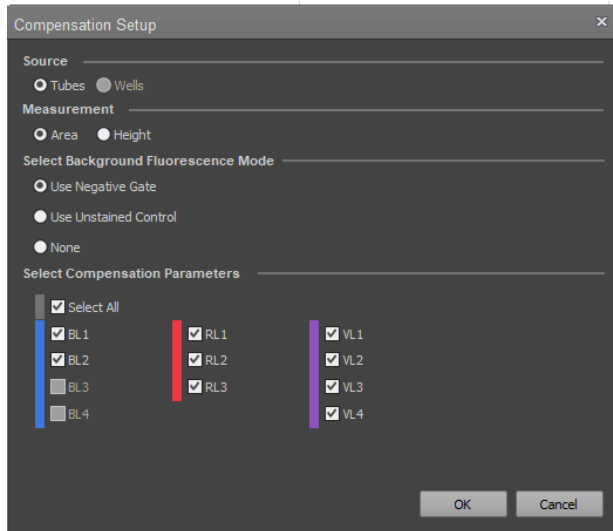 Compensation Setup
Source
Tubes Wells
Measurement
Area Height
Select Background Fluorescence Mode
Use Negative Gate
Use Unstained Control
None
Select Compensation Parameters
Select All
BL1 RL1 VL1
BL2 RL2 VL2
BL3 RL3 VL3
BL4 VL4
OK Cancel